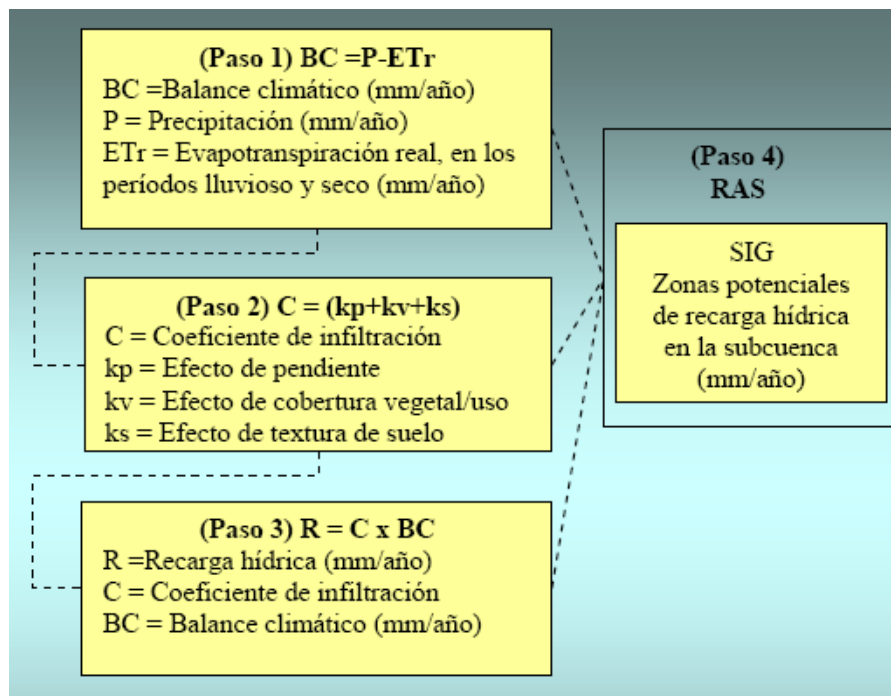 (Paso 1) BC =P-ETr
BC =Balance climático (mm/año)
P = Precipitación (mm/año)
ETr = Evapotranspiración real, en los
períodos lluvioso y seco (mm/año)
(Paso 2) C = (kp+kv+ks)
C = Coeficiente de infiltración
kp = Efecto de pendiente
kv = Efecto de cobertura vegetal/uso
ks = Efecto de textura de suelo
(Paso 3) R = C x BC
R =Recarga hídrica (mm/año)
C = Coeficiente de infiltración
BC = Balance climático (mm/año)
(Paso 4)
RAS
SIG
Zonas potenciales
de recarga hídrica
en la subcuenca
(mm/año)